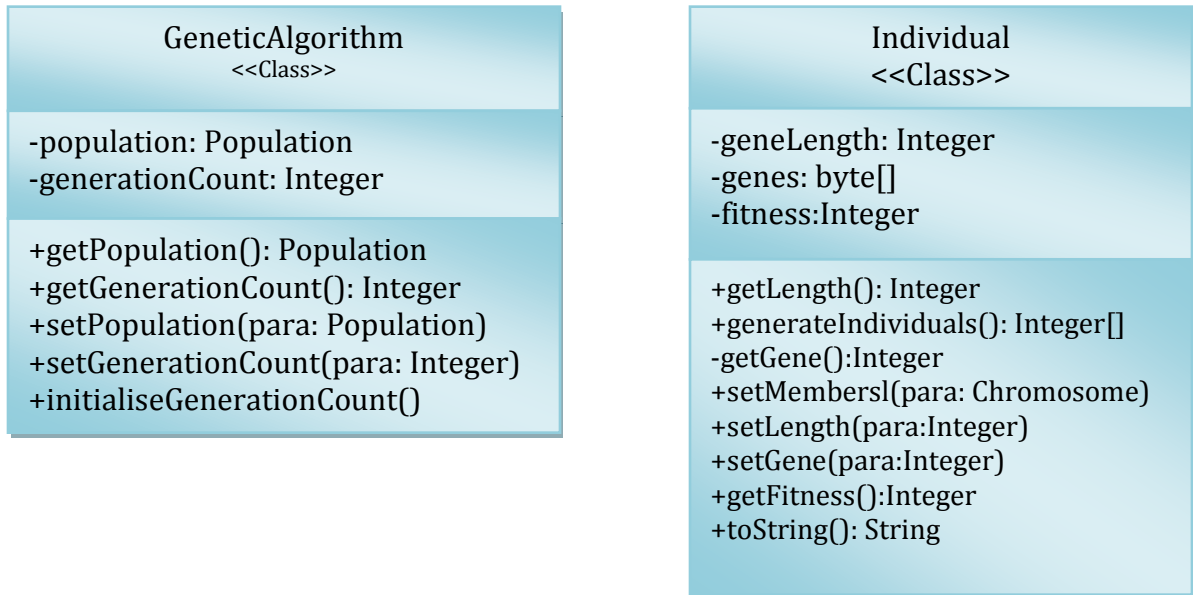 GeneticAlgorithm
<<Class>>
-population: Population
-generationCount: Integer
+getPopulation(): Population
+getGenerationCount(): Integer
+setPopulation(para: Population)
+setGenerationCount(para: Integer)
+initialiseGenerationCount()
Individual
<<Class>>
-geneLength: Integer
-genes: byte[]
-fitness:Integer
+getLength(): Integer
+generateIndividuals(): Integer[]
-getGene():Integer
+setMembersl(para: Chromosome)
+setLength(para:Integer)
+setGene(para:Integer)
+getFitness():Integer
+toString(): String